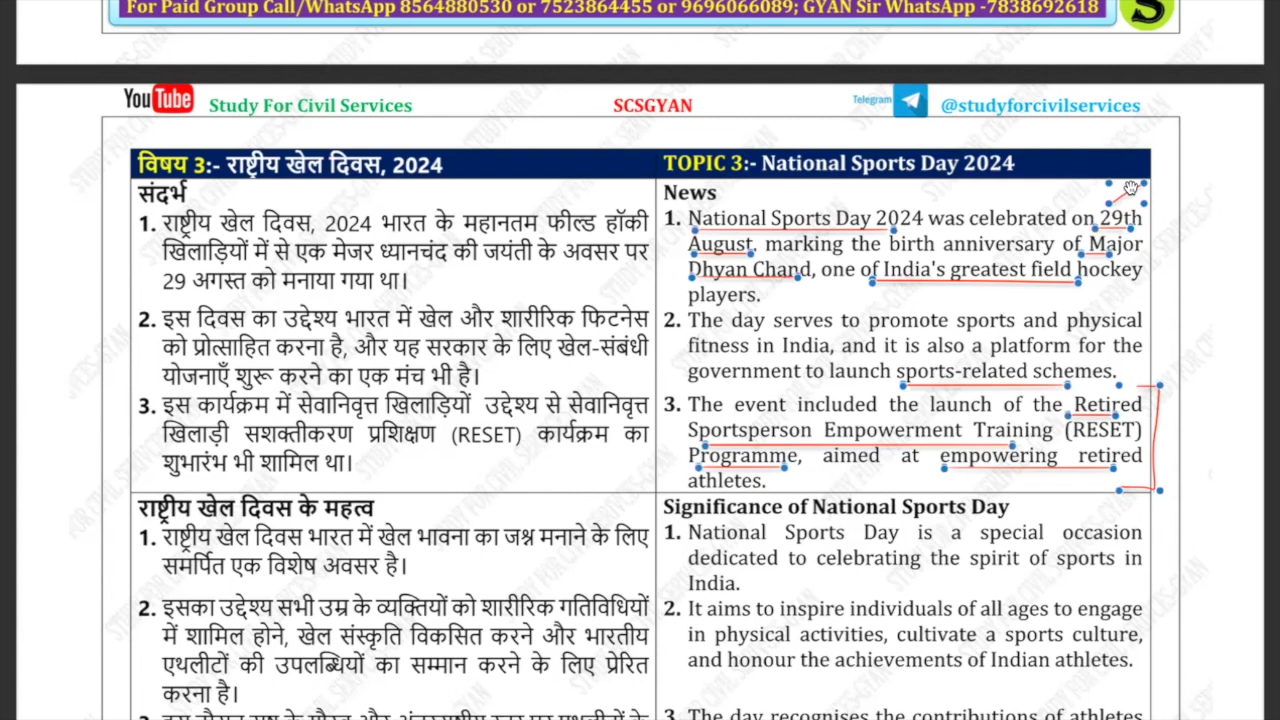 For Paid Group Call/WhatsApp 8564880530 or 7523864455 or 9696066089; GYAN Sir WhatsApp -7838692618
S
YouTube Study For Civil Services SCSGYAN Telegram @studyforcivilservices
विषय 3:- राष्ट्रीय खेल दिवस, 2024
संदर्भ
1. राष्ट्रीय खेल दिवस, 2024 भारत के महानतम फील्ड हॉकी
खिलाड़ियों में से एक मेजर ध्यानचंद की जयंती के अवसर पर
29 अगस्त को मनाया गया था।
2. इस दिवस का उद्देश्य भारत में खेल और शारीरिक फिटनेस
को प्रोत्साहित करना है, और यह सरकार के लिए खेल-संबंधी
योजनाएँ शुरू करने का एक मंच भी है।
3. इस कार्यक्रम में सेवानिवृत्त खिलाड़ियों उद्देश्य से सेवानिवृत्त
खिलाड़ी सशक्तीकरण प्रशिक्षण (RESET) कार्यक्रम का
शुभारंभ भी शामिल था।
TOPIC 3:- National Sports Day 2024
News
1. National Sports Day 2024 was celebrated on 29th
August, marking the birth anniversary of Major
Dhyan Chand, one of India's greatest field hockey
players.
2. The day serves to promote sports and physical
fitness in India, and it is also a platform for the
government to launch sports-related schemes.
3. The event included the launch of the Retired
Sportsperson Empowerment Training (RESET)
Programme, aimed at empowering retired
athletes.
राष्ट्रीय खेल दिवस के महत्व
1. राष्ट्रीय खेल दिवस भारत में खेल भावना का जश्न मनाने के लिए
समर्पित एक विशेष अवसर है।
2. इसका उद्देश्य सभी उम्र के व्यक्तियों को शारीरिक गतिविधियों
में शामिल होने, खेल संस्कृति विकसित करने और भारतीय
एथलीटों की उपलब्धियों का सम्मान करने के लिए प्रेरित
करना है।
Significance of National Sports Day
1. National Sports Day is a special occasion
dedicated to celebrating the spirit of sports in
India.
2. It aims to inspire individuals of all ages to engage
in physical activities, cultivate a sports culture,
and honour the achievements of Indian athletes.
3. The day recognises the contributions of athletes